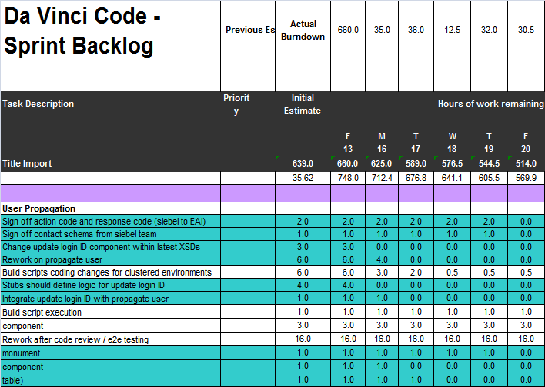 Da Vinci Code -
Sprint Backlog
Previous Es Actual Burndown 680.0 35.0 36.0 12.5 32.0 30.5
Task Description Priority Initial Estimate Hours of work remaining
F M T W T F
13 16 17 18 19 20
Title Import 639.0 660.0 625.0 589.0 576.5 544.5 514.0
35.62 748.0 712.4 676.8 641.1 605.5 569.9
User Propagation
Sign off action code and response code (siebel to EAI) 2.0 2.0 2.0 2.0 2.0 2.0 0.0
Sign off contact schema from siebel team 1.0 1.0 1.0 1.0 1.0 1.0 0.0
Change update login ID component within latest XSDs 3.0 3.0 0.0 0.0 0.0 0.0 0.0
Rework on propagate user 6.0 6.0 4.0 0.0 0.0 0.0 0.0
Build scripts coding changes for clustered environments 6.0 6.0 3.0 2.0 0.5 0.5 0.5
Stubs should define logic for update login ID 4.0 4.0 0.0 0.0 0.0 0.0 0.0
Integrate update login ID with propagate user 1.0 1.0 1.0 0.0 0.0 0.0 0.0
Build script execution 1.0 1.0 1.0 1.0 1.0 1.0 1.0
component 3.0 3.0 3.0 3.0 3.0 3.0 3.0
Rework after code review / e2e testing 16.0 16.0 16.0 16.0 16.0 16.0 16.0
monument 1.0 1.0 1.0 1.0 0.0 0.0 0.0
component 1.0 1.0 1.0 1.0 0.0 0.0 0.0
table) 1.0 1.0 1.0 1.0 0.0 0.0 0.0